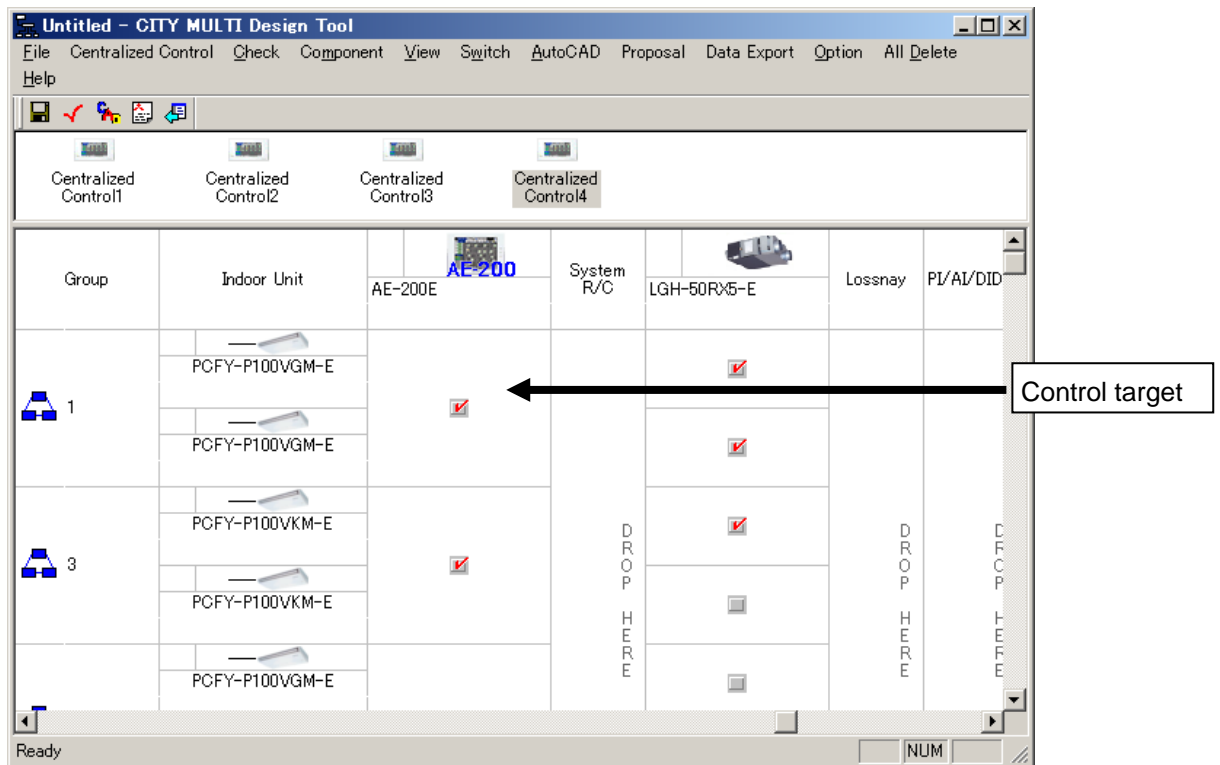 Untitled - CITY MULTI Design Tool
File Centralized Control Check Component View Switch AutoCAD Proposal Data Export Option All Delete
Help
Centralized
Control1
Centralized
Control2
Centralized
Control3
Centralized
Control4
Group
Indoor Unit
AE-200
AE-200E
System
R/C
LGH-50RX5-E
Lossnay
PI/AI/DID
PCFY-P100VGM-E
1
PCFY-P100VGM-E
Control target
PCFY-P100VKM-E
3
PCFY-P100VKM-E
PCFY-P100VGM-E
DROP HERE
DROP HERE
DROP HERE
Ready
NUM